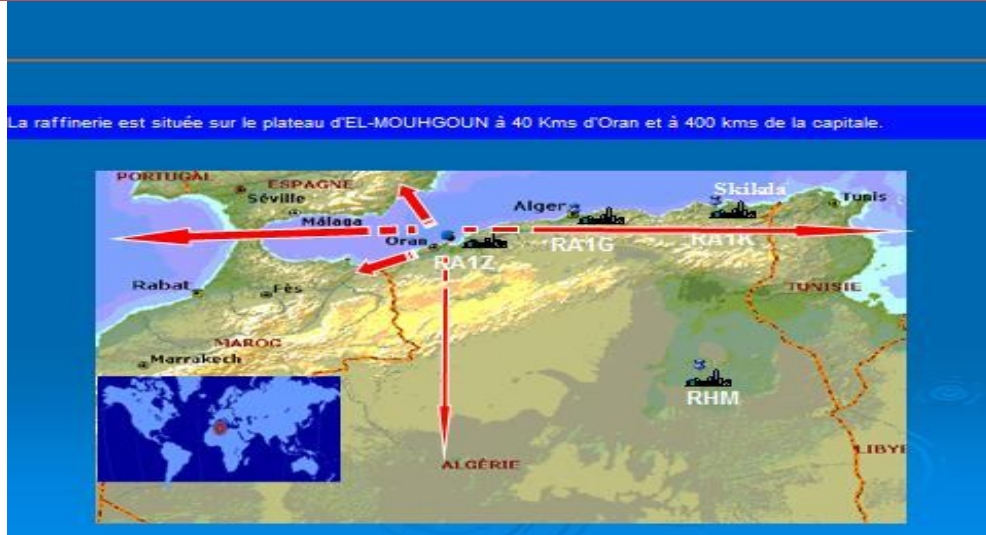 La raffinerie est située sur le plateau d'EL-MOUHGOUN à 40 Kms d'Oran et à 400 kms de la capitale.
PORTUGAL
ESPAGNE
Séville
Skikda
Tunis
Málaga
Alger
Oran
RA1Z
RA1G
RA1K
Rabat
Fès
TUNISIE
MAROC
Marrakech
RHM
ALGÉRIE
LIBYE